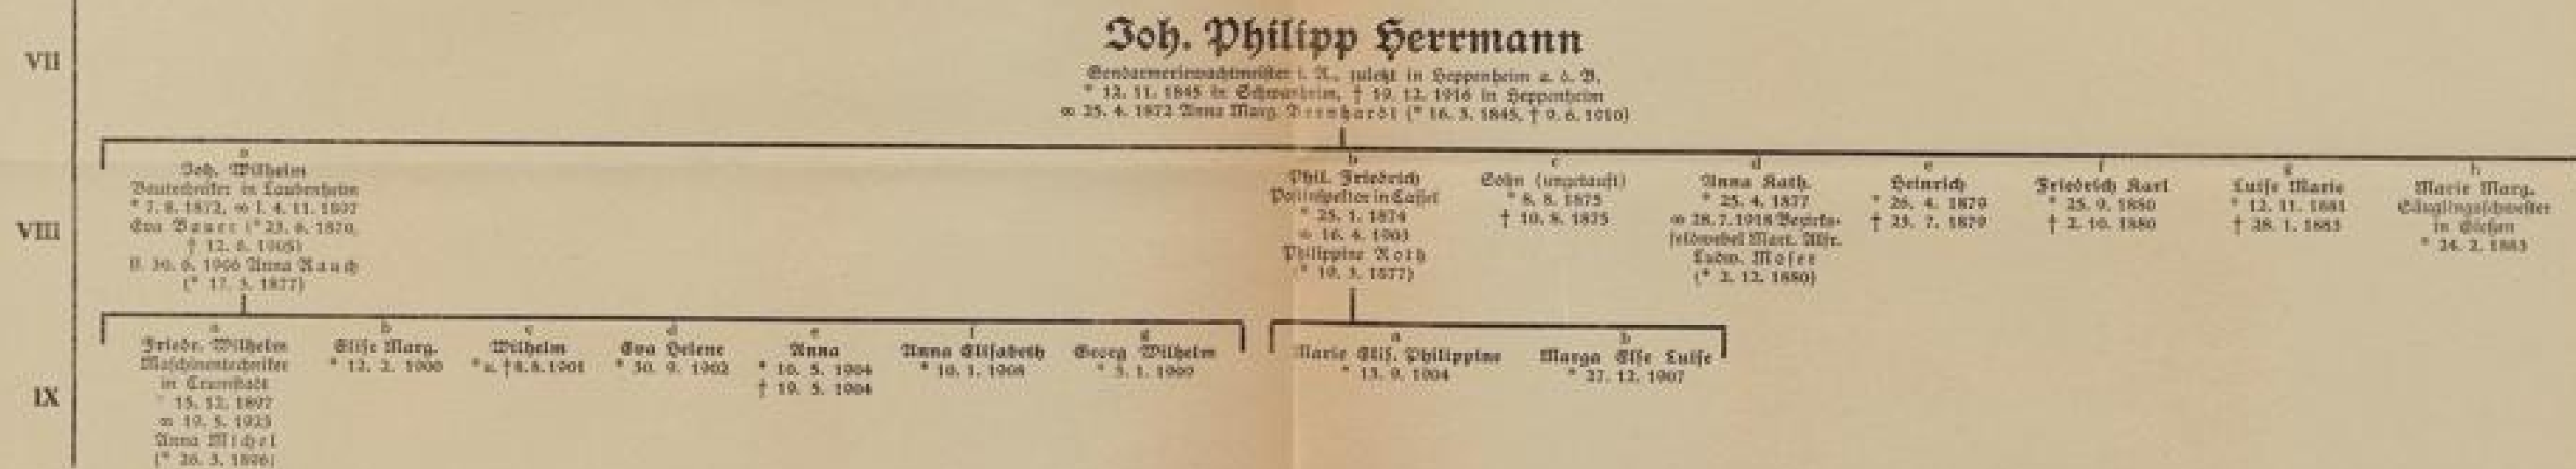 VII
Joh. Philipp Herrmann
Gendarmeriewachtmeister i. R., zuletzt in Heppenheim a. d. B.
* 12. 11. 1845 in Schwanheim, † 19. 12. 1916 in Heppenheim
∞ 25. 4. 1872 Anna Marg. Bernhardt (* 16. 5. 1845, † 9. 6. 1910)
VIII
a
Joh. Wilhelm
Bautechniker in Laubenheim
* 7. 8. 1872, ∞ I. 4. 11. 1897
Eva Bauer (* 23. 6. 1870,
† 12. 6. 1905)
II. 30. 6. 1906 Anna Rauch
(* 17. 5. 1877)
b
Phil. Friedrich
Postinspektor in Cassel
* 25. 1. 1874
∞ 16. 4. 1903
Philippine Roth
(* 19. 3. 1877)
c
Sohn (ungetauft)
* 8. 8. 1875
† 10. 8. 1875
d
Anna Kath.
* 25. 4. 1877
∞ 28. 7. 1918 Bezirks-
feldwebel Mart. Alfr.
Ludw. Moser
(* 2. 12. 1880)
e
Heinrich
* 26. 4. 1879
† 23. 7. 1879
f
Friedrich Karl
* 25. 9. 1880
† 2. 10. 1880
g
Luise Marie
* 12. 11. 1881
† 28. 1. 1883
h
Marie Marg.
Säuglingsschwester
in Gießen
* 24. 2. 1883
IX
a
Friedr. Wilhelm
Maschinentechniker
in Crumstadt
* 15. 12. 1897
∞ 19. 5. 1923
Anna Michel
(* 26. 3. 1896)
b
Elise Marg.
* 12. 2. 1900
c
Wilhelm
* u. † 8. 8. 1901
d
Eva Helene
* 30. 9. 1902
e
Anna
* 10. 5. 1904
† 19. 5. 1904
f
Anna Elisabeth
* 10. 1. 1908
g
Georg Wilhelm
* 3. 1. 1909
a
Marie Elis. Philippine
* 13. 9. 1904
b
Marga Else Luise
* 27. 12. 1907